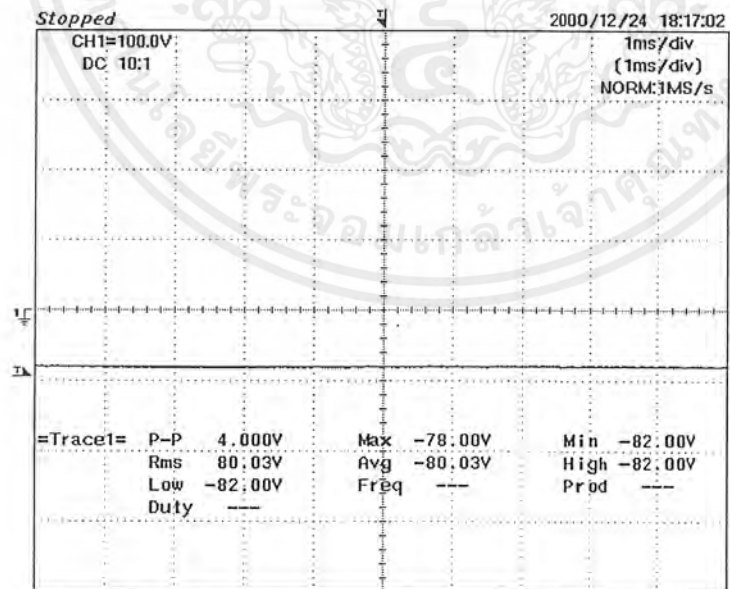 Stopped 2000/12/24 18:17:02
CH1=100.0V 1ms/div
DC 10:1 (1ms/div)
NORM:1MS/s
=Trace1= P-P 4.000V Max -78.00V Min -82.00V
Rms 80.03V Avg -80.03V High -82.00V
Low -82.00V Freq --- Prod ---
Duty ---